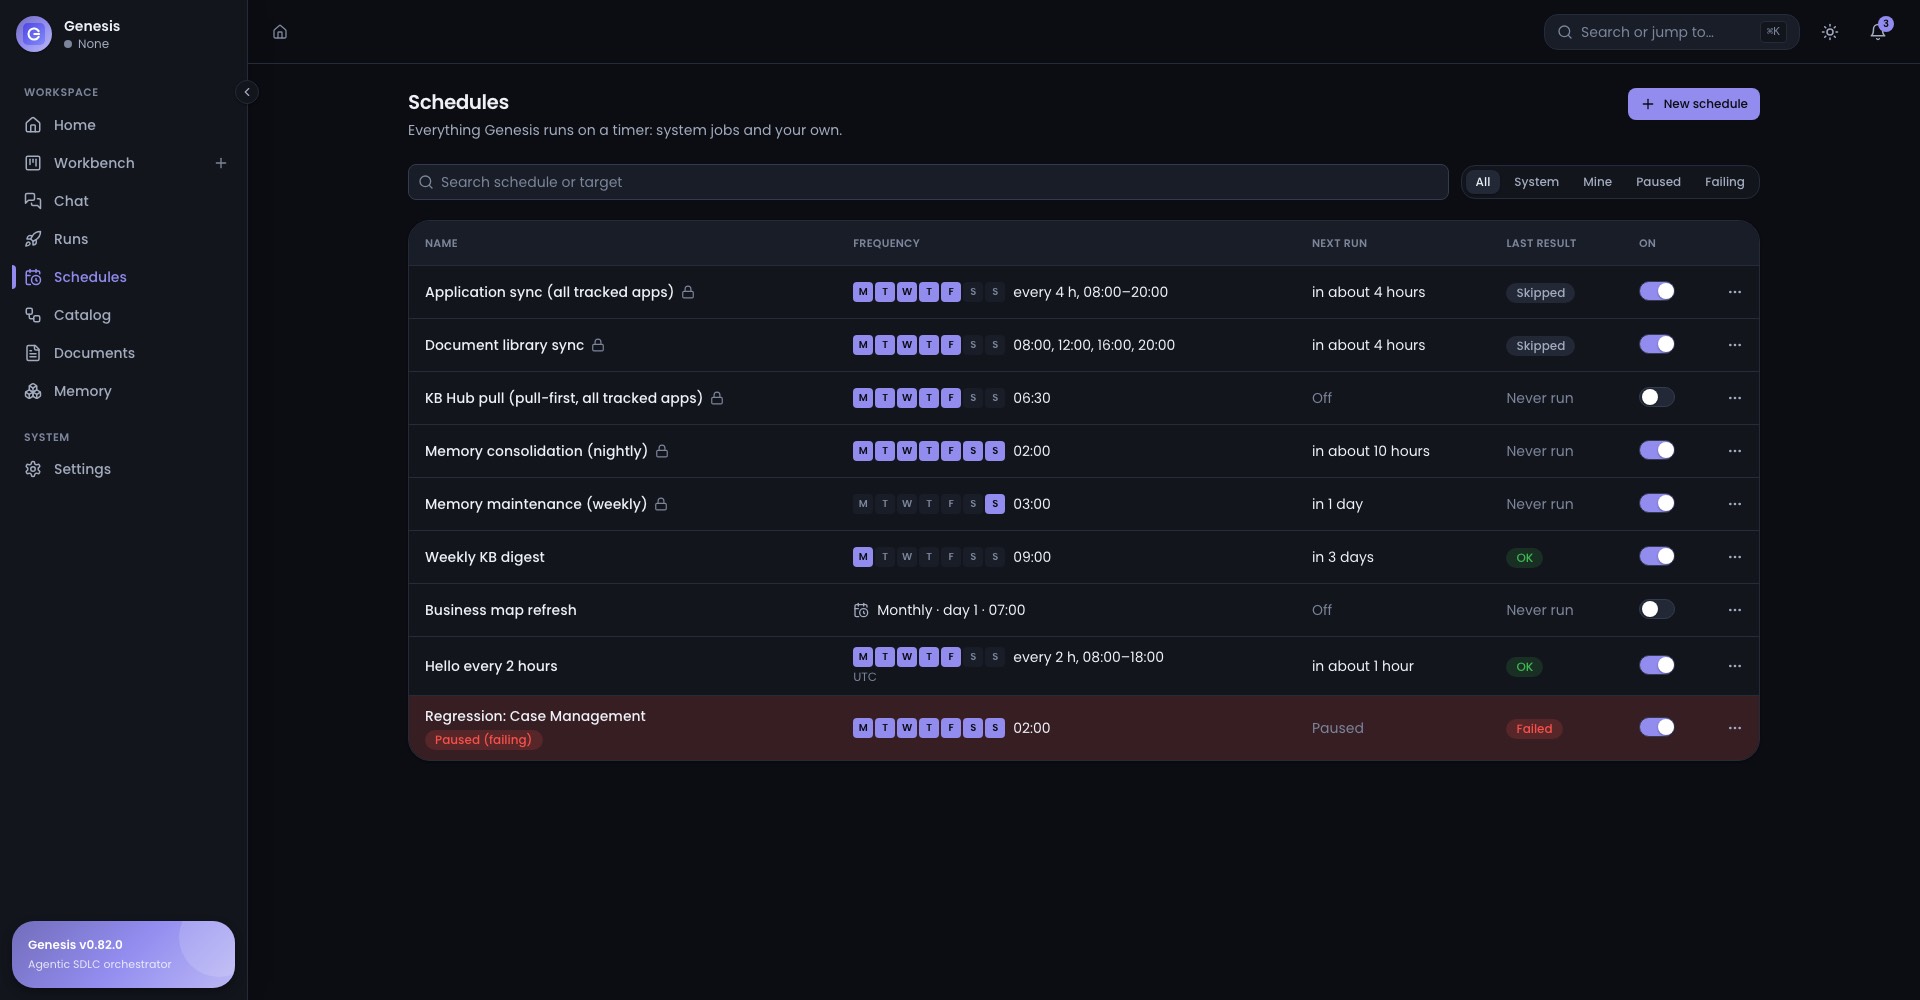 Genesis
None
Search or jump to...
⌘K
3
WORKSPACE
Home
Workbench
Chat
Runs
Schedules
Catalog
Documents
Memory
SYSTEM
Settings
Genesis v0.82.0
Agentic SDLC orchestrator
Schedules
Everything Genesis runs on a timer: system jobs and your own.
New schedule
Search schedule or target
All System Mine Paused Failing
NAME FREQUENCY NEXT RUN LAST RESULT ON
Application sync (all tracked apps) M T W T F S S every 4 h, 08:00–20:00 in about 4 hours Skipped
Document library sync M T W T F S S 08:00, 12:00, 16:00, 20:00 in about 4 hours Skipped
KB Hub pull (pull-first, all tracked apps) M T W T F S S 06:30 Off Never run
Memory consolidation (nightly) M T W T F S S 02:00 in about 10 hours Never run
Memory maintenance (weekly) M T W T F S S 03:00 in 1 day Never run
Weekly KB digest M T W T F S S 09:00 in 3 days OK
Business map refresh Monthly · day 1 · 07:00 Off Never run
Hello every 2 hours M T W T F S S every 2 h, 08:00–18:00 in about 1 hour OK
UTC
Regression: Case Management M T W T F S S 02:00 Paused Failed
Paused (failing)